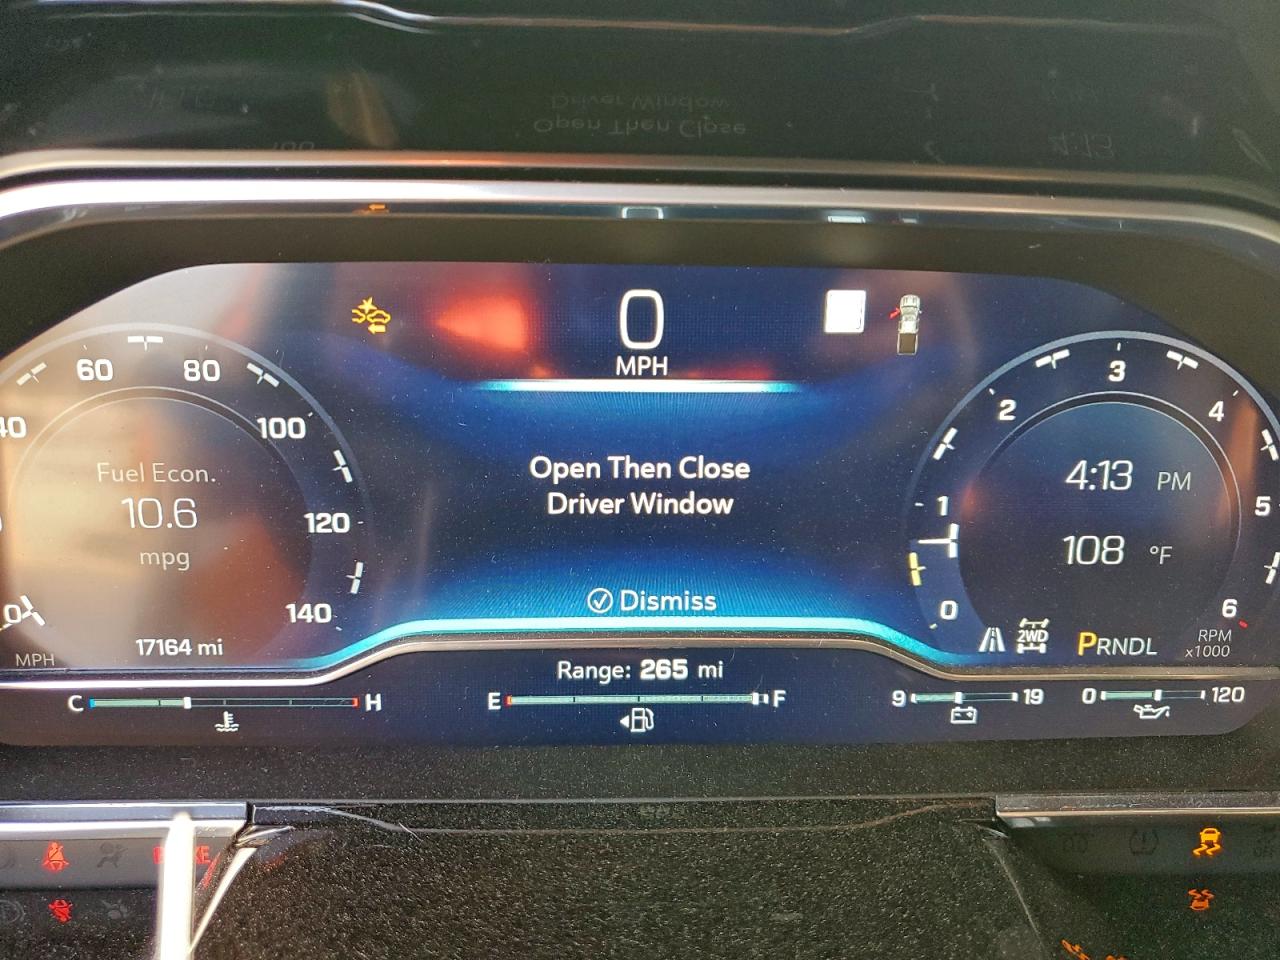 0
MPH
40
60
80
100
120
140
0
MPH
Fuel Econ.
10.6
mpg
17164 mi
Open Then Close
Driver Window
Dismiss
0
1
2
3
4
5
6
RPM
x1000
4:13 PM
108 °F
2WD
PRNDL
Range: 265 mi
C H
E F
9 19
0 120